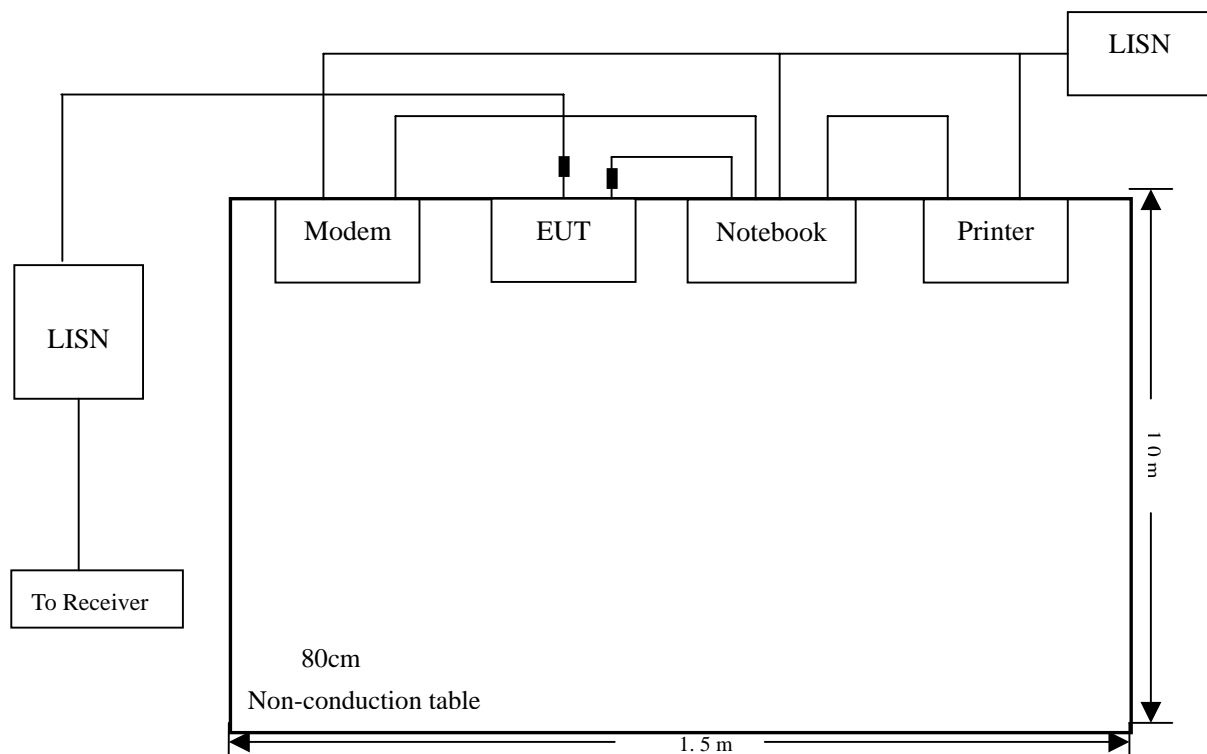 LISN
Modem
EUT
Notebook
Printer
LISN
1.0 m
To Receiver
80cm
Non-conduction table
1. 5 m